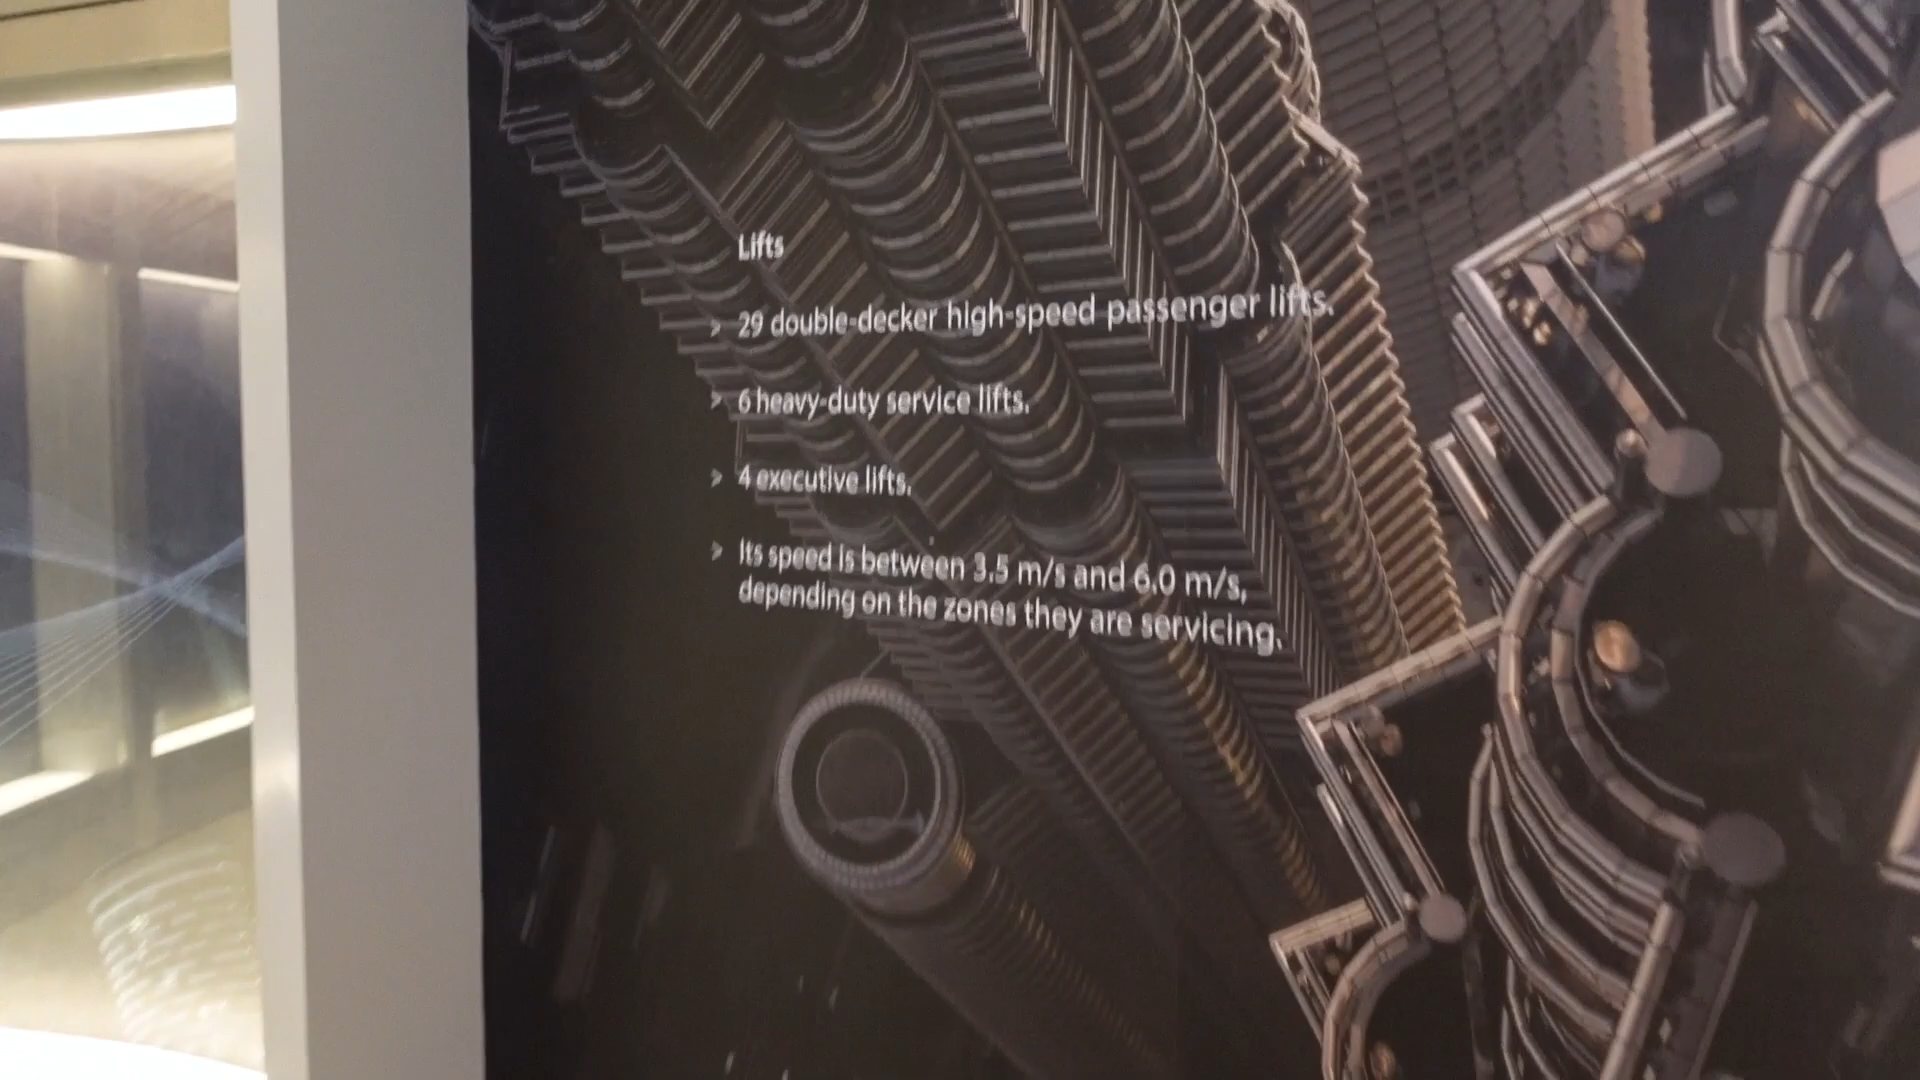 Lifts
> 29 double-decker high-speed passenger lifts.
> 6 heavy-duty service lifts.
> 4 executive lifts.
> Its speed is between 3.5 m/s and 6.0 m/s,
depending on the zones they are servicing.